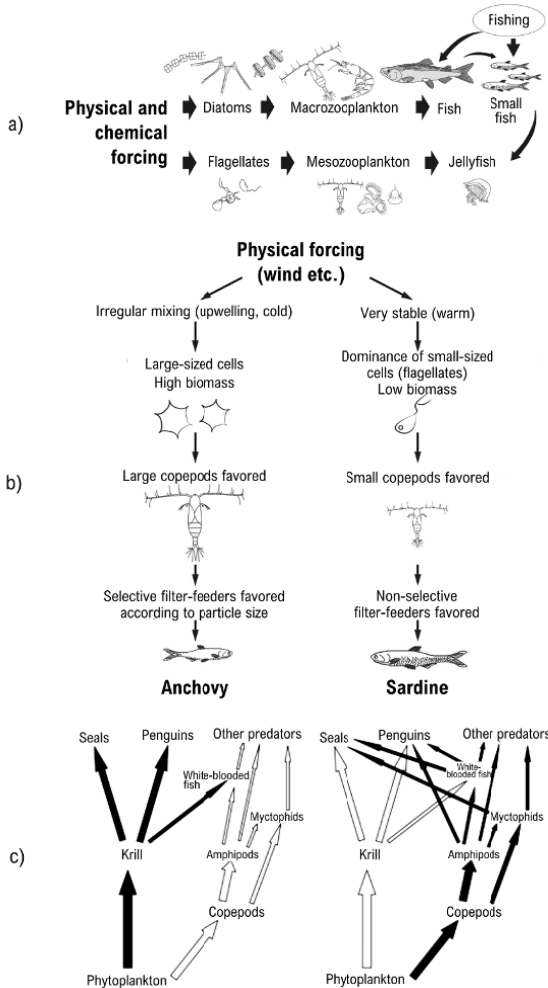 Fishing
a)
Physical and
chemical
forcing
Diatoms
Macrozooplankton
Fish
Small
fish
Flagellates
Mesozooplankton
Jellyfish
b)
Physical forcing
(wind etc.)
Irregular mixing (upwelling, cold)
Large-sized cells
High biomass
Large copepods favored
Selective filter-feeders favored
according to particle size
Anchovy
Very stable (warm)
Dominance of small-sized
cells (flagellates)
Low biomass
Small copepods favored
Non-selective
filter-feeders favored
Sardine
c)
Seals
Penguins
Other predators
White-blooded
fish
Myctophids
Krill
Amphipods
Copepods
Phytoplankton
Seals
Penguins
Other predators
White-
blooded fish
Myctophids
Krill
Amphipods
Copepods
Phytoplankton